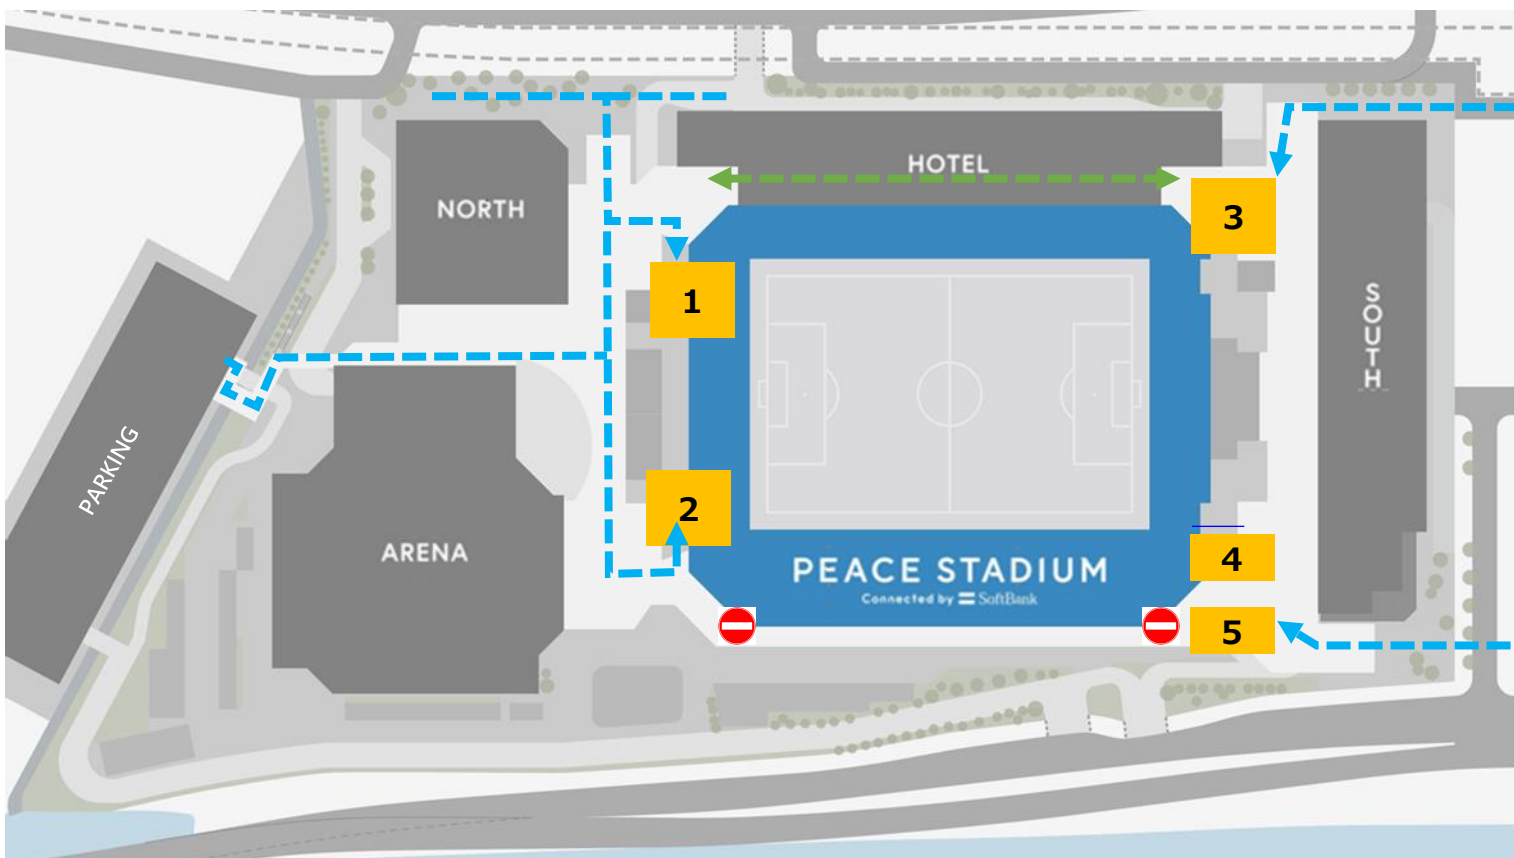 HOTEL
NORTH
3
1
SOUTH
PARKING
2
ARENA
4
PEACE STADIUM
Connected by SoftBank
5